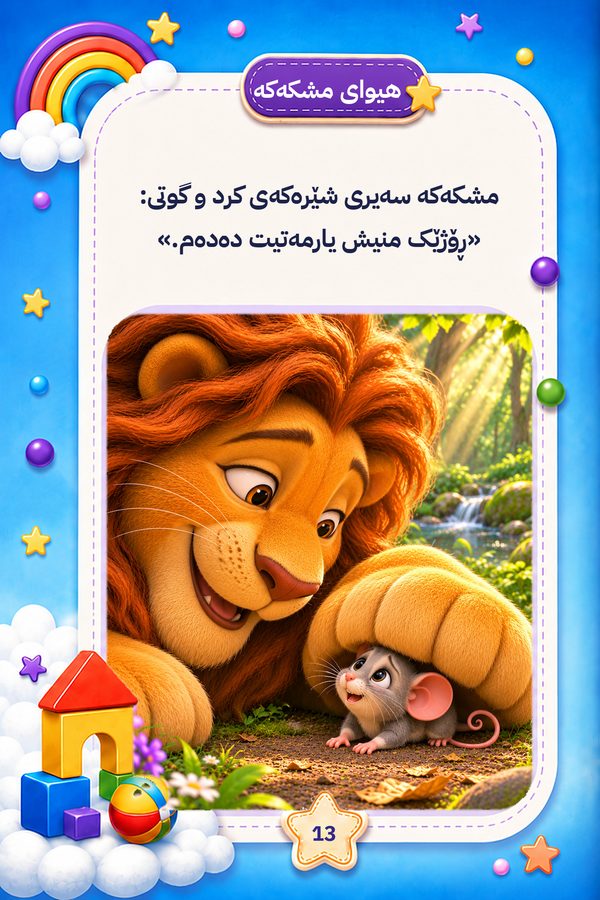 هیوای مشکەکە
مشکەکە سەیری شێرەکەی کرد و گوتی:
«ڕۆژێک منیش یارمەتیت دەدەم.»
13